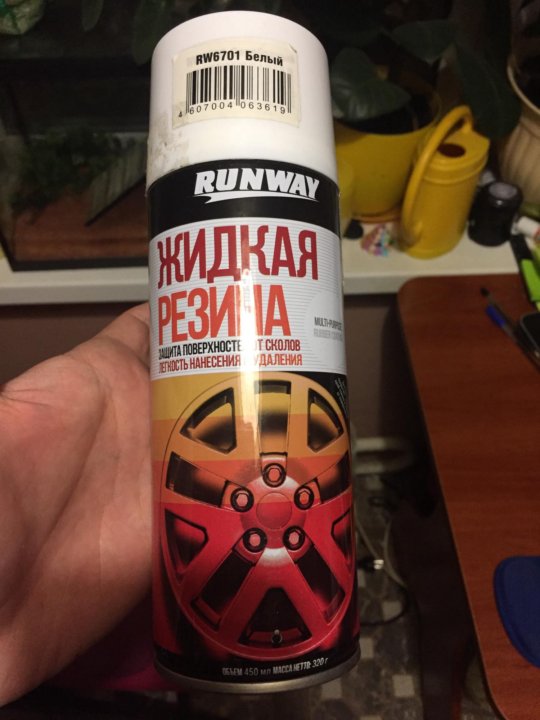 RW6701 Белый
4 607004 063619
RUNWAY
ЖИДКАЯ
РЕЗИНА
MULTI-PURPOSE
RUBBER COATING
ЗАЩИТА ПОВЕРХНОСТЕЙ ОТ СКОЛОВ
ЛЕГКОСТЬ НАНЕСЕНИЯ И УДАЛЕНИЯ
ОБЪЕМ 450 МЛ МАССА НЕТТО: 320 г